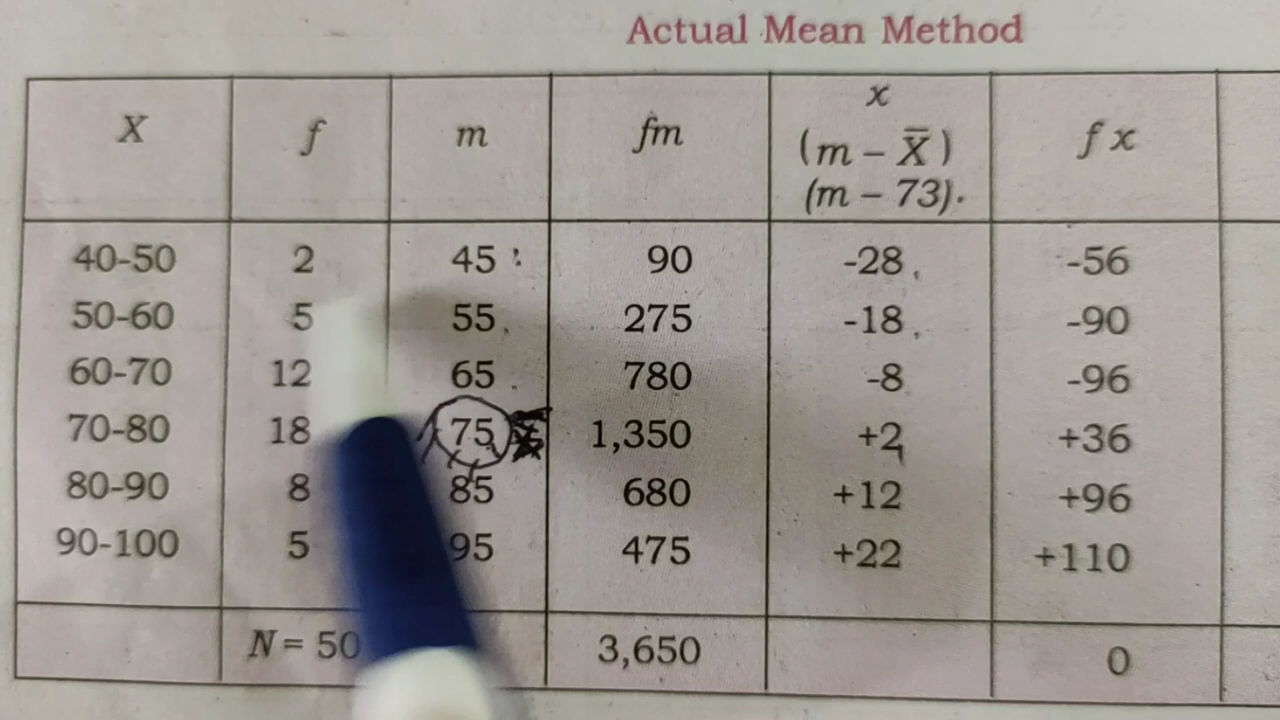 Actual Mean Method
X f m fm x (m – X̄) (m – 73). fx
40-50 2 45 90 -28 -56
50-60 5 55 275 -18 -90
60-70 12 65 780 -8 -96
70-80 18 75 1,350 +2 +36
80-90 8 85 680 +12 +96
90-100 5 95 475 +22 +110
N = 50 3,650 0